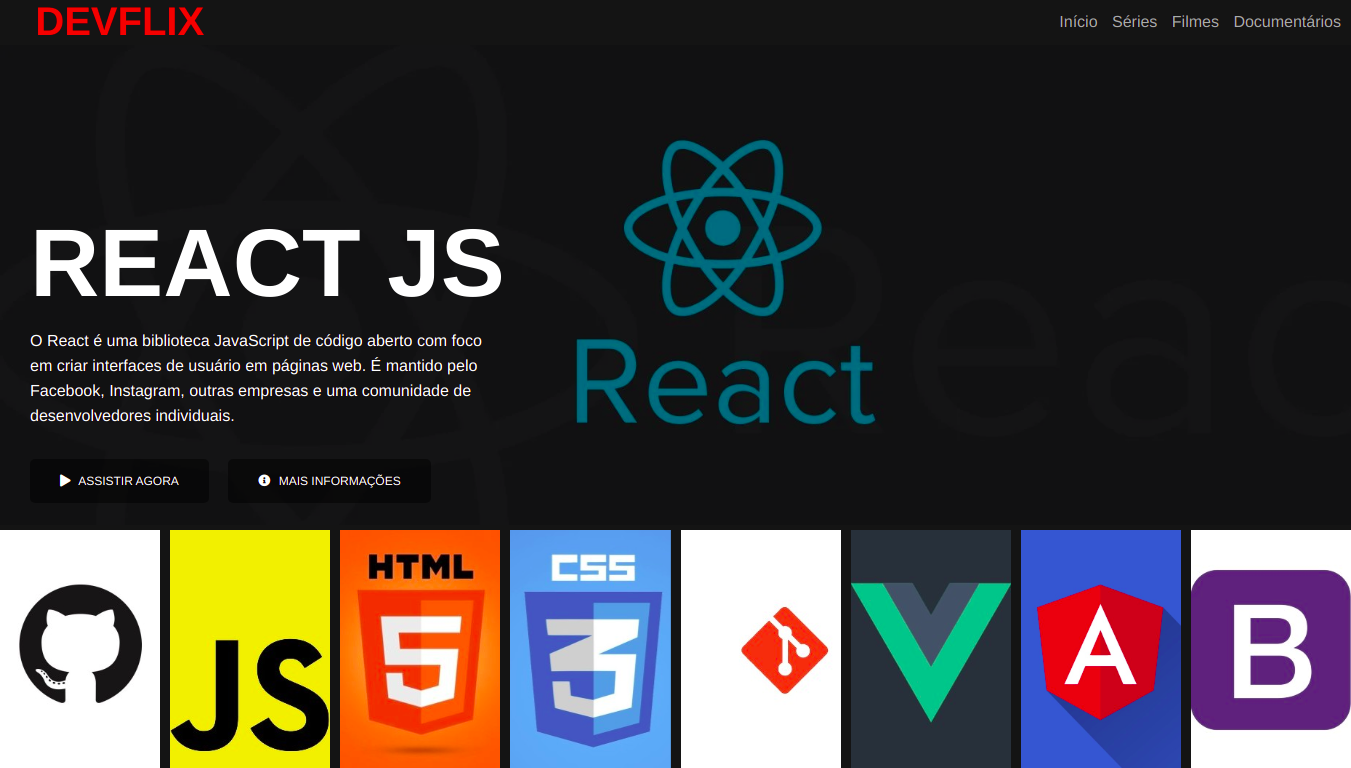 DEVFLIX
Início Séries Filmes Documentários
REACT JS
O React é uma biblioteca JavaScript de código aberto com foco
em criar interfaces de usuário em páginas web. É mantido pelo
Facebook, Instagram, outras empresas e uma comunidade de
desenvolvedores individuais.
ASSISTIR AGORA
MAIS INFORMAÇÕES
React
Reac
JS
HTML
5
CSS
3
A
B